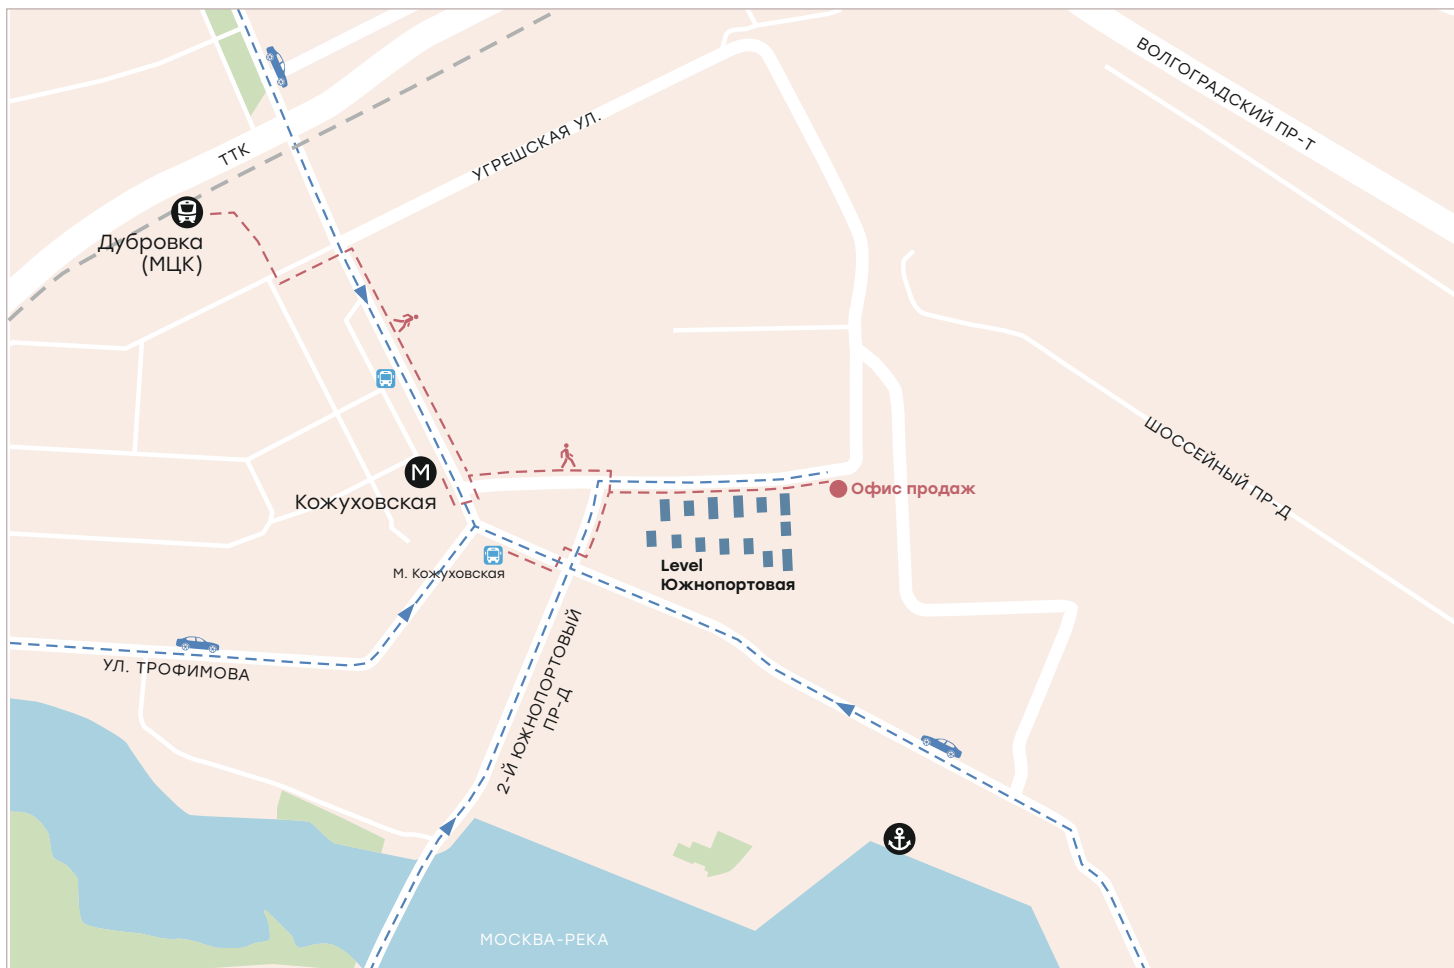 ВОЛГОГРАДСКИЙ ПР-Т
УГРЕШСКАЯ УЛ.
ТТК
Дубровка
(МЦК)
ШОССЕЙНЫЙ ПР-Д
М
Кожуховская
Офис продаж
М. Кожуховская
Level
Южнопортовая
УЛ. ТРОФИМОВА
2-Й ЮЖНОПОРТОВЫЙ
ПР-Д
МОСКВА-РЕКА